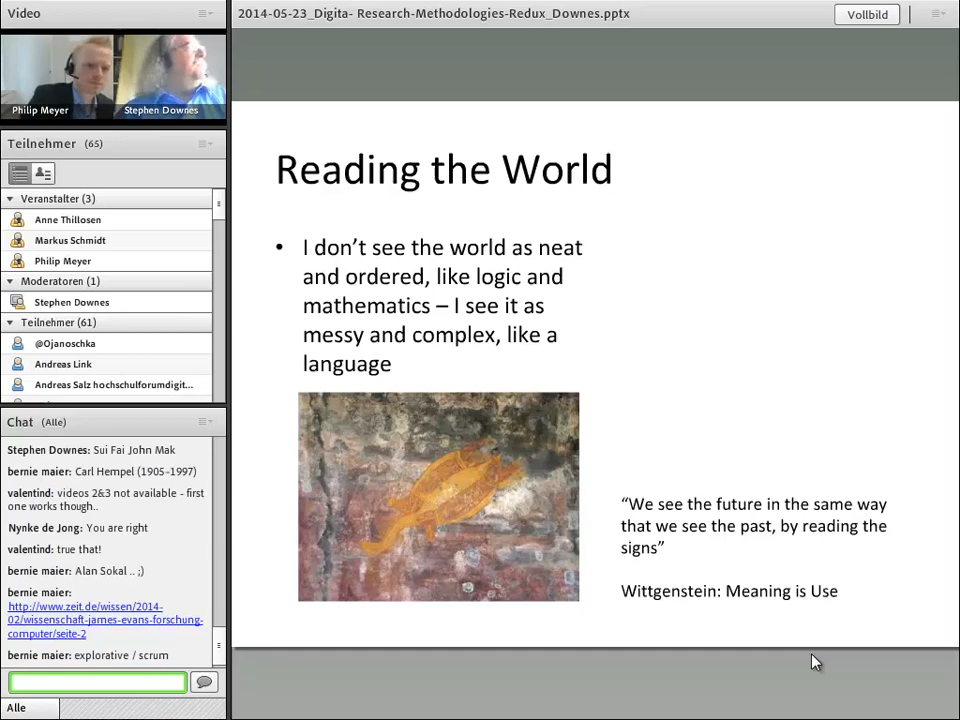 Video
Philip Meyer
Stephen Downes
Teilnehmer (65)
Veranstalter (3)
Anne Thillosen
Markus Schmidt
Philip Meyer
Moderatoren (1)
Stephen Downes
Teilnehmer (61)
@Ojanoschka
Andreas Link
Andreas Salz hochschulforumdigit...
Chat (Alle)
Stephen Downes: Sui Fai John Mak
bernie maier: Carl Hempel (1905-1997)
valentind: videos 2&3 not available - first
one works though..
Nynke de Jong: You are right
valentind: true that!
bernie maier: Alan Sokal .. ;)
bernie maier:
http://www.zeit.de/wissen/2014-
02/wissenschaft-james-evans-forschung-
computer/seite-2
bernie maier: explorative / scrum
Alle
2014-05-23_Digita- Research-Methodologies-Redux_Downes.pptx
Vollbild
Reading the World
• I don’t see the world as neat
and ordered, like logic and
mathematics – I see it as
messy and complex, like a
language
“We see the future in the same way
that we see the past, by reading the
signs”
Wittgenstein: Meaning is Use